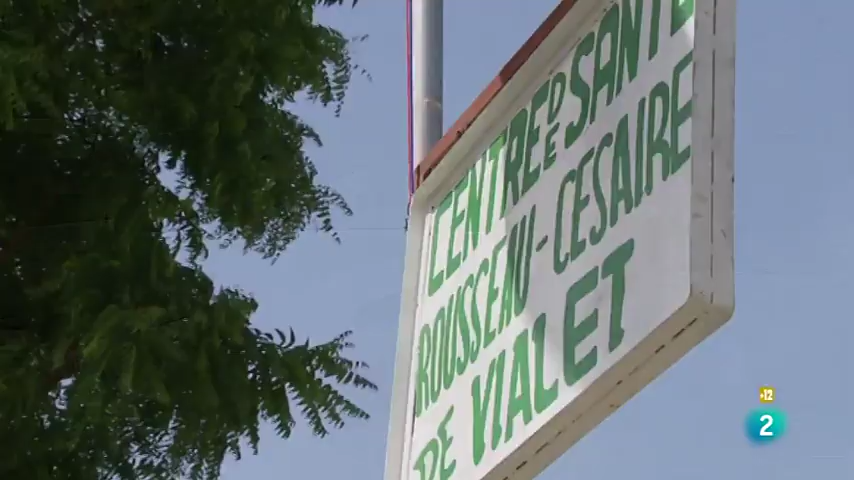 CENTRE DE SANTE
ROUSSEAU-CESAIRE
DE VIALET
+12
2